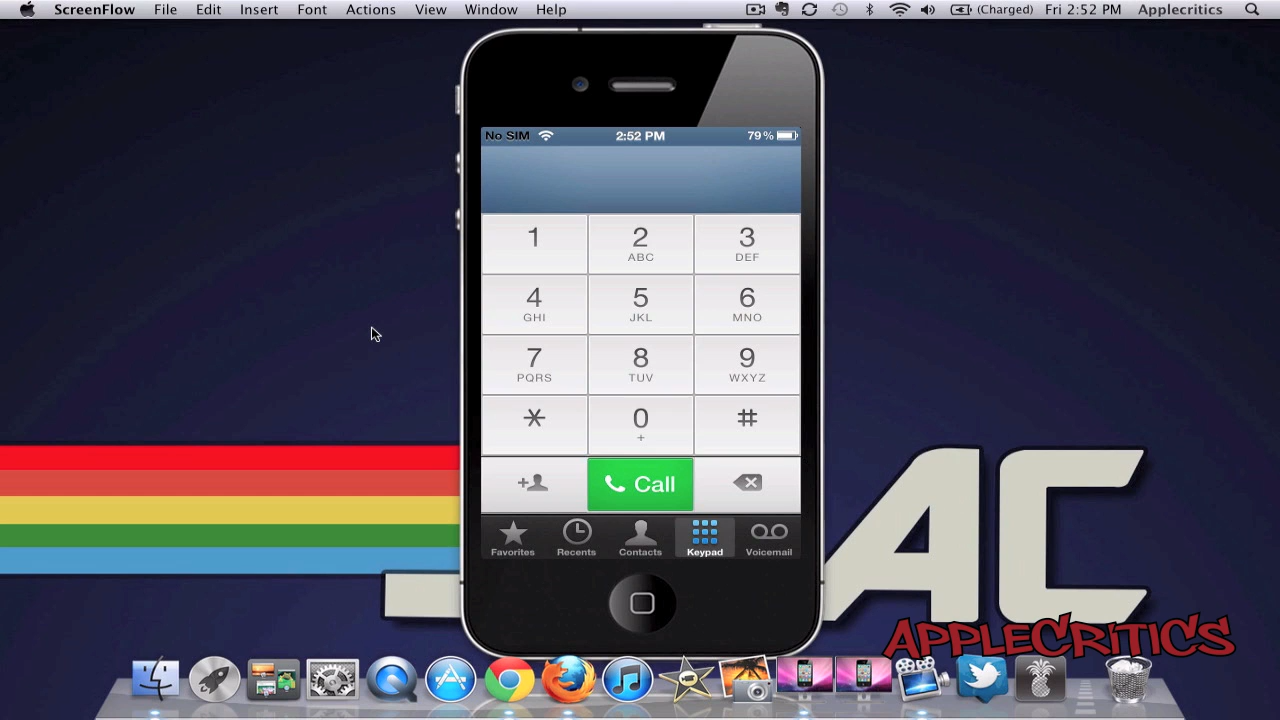 ScreenFlow File Edit Insert Font Actions View Window Help (Charged) Fri 2:52 PM Applecritics
No SIM 2:52 PM 79%
1 2 3
ABC DEF
4 5 6
GHI JKL MNO
7 8 9
PQRS TUV WXYZ
* 0 #
+
+ Call
Favorites Recents Contacts Keypad Voicemail
AC
APPLECRITICS